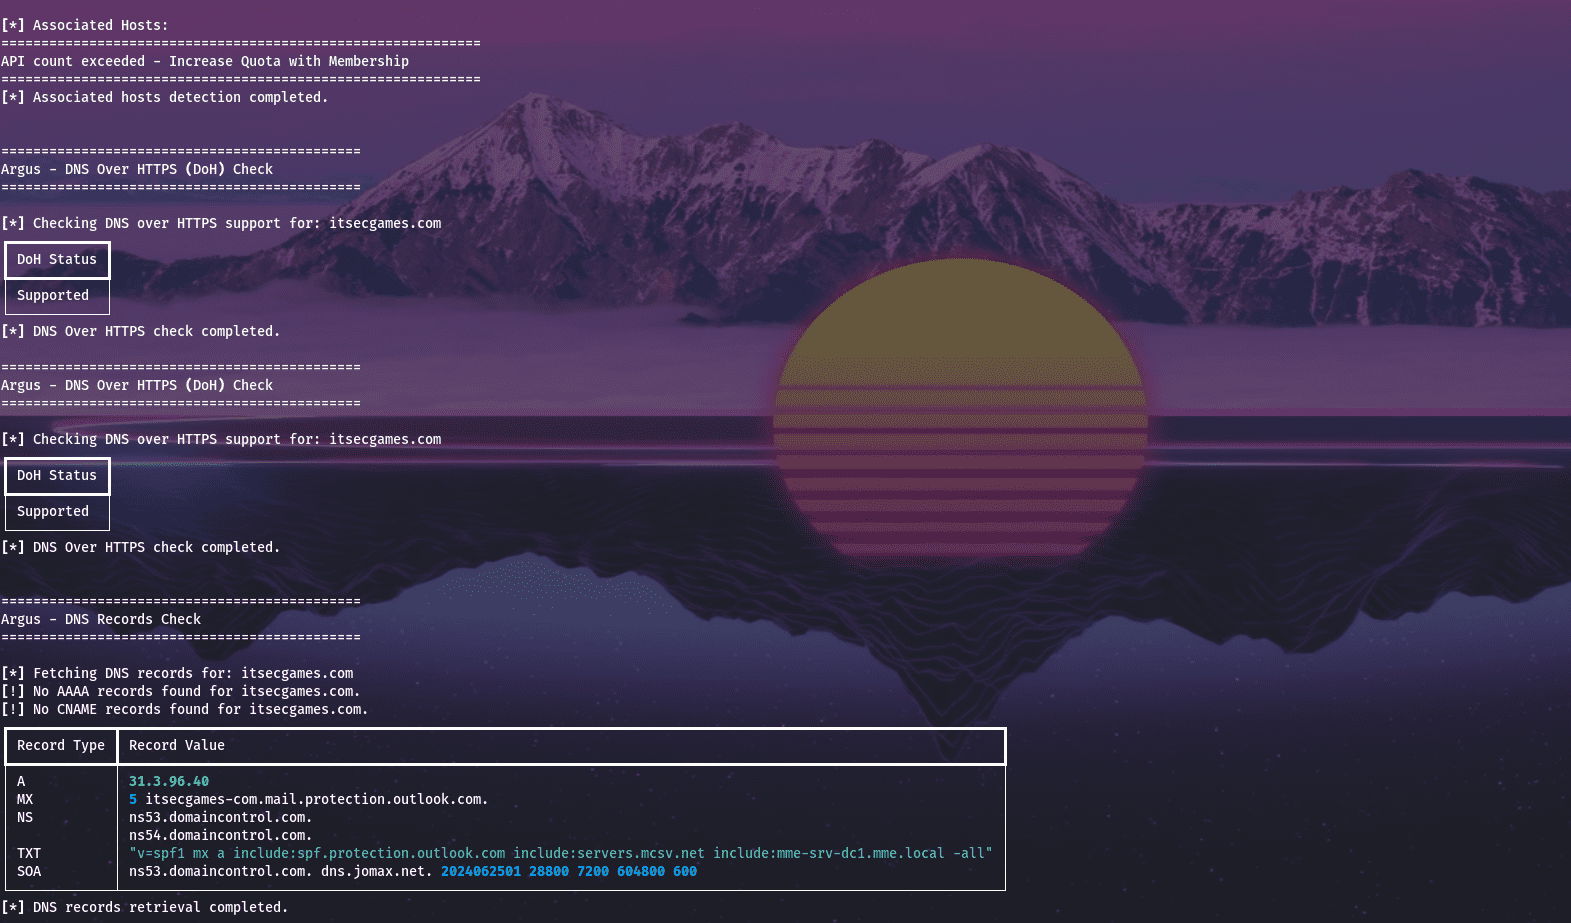 [*] Associated Hosts:
============================================================
API count exceeded - Increase Quota with Membership
============================================================
[*] Associated hosts detection completed.
=============================================
Argus - DNS Over HTTPS (DoH) Check
=============================================
[*] Checking DNS over HTTPS support for: itsecgames.com
DoH Status
Supported
[*] DNS Over HTTPS check completed.
=============================================
Argus - DNS Over HTTPS (DoH) Check
=============================================
[*] Checking DNS over HTTPS support for: itsecgames.com
DoH Status
Supported
[*] DNS Over HTTPS check completed.
=============================================
Argus - DNS Records Check
=============================================
[*] Fetching DNS records for: itsecgames.com
[!] No AAAA records found for itsecgames.com.
[!] No CNAME records found for itsecgames.com.
Record Type Record Value
A 31.3.96.40
MX 5 itsecgames-com.mail.protection.outlook.com.
NS ns53.domaincontrol.com.
ns54.domaincontrol.com.
TXT "v=spf1 mx a include:spf.protection.outlook.com include:servers.mcsv.net include:mme-srv-dc1.mme.local -all"
SOA ns53.domaincontrol.com. dns.jomax.net. 2024062501 28800 7200 604800 600
[*] DNS records retrieval completed.